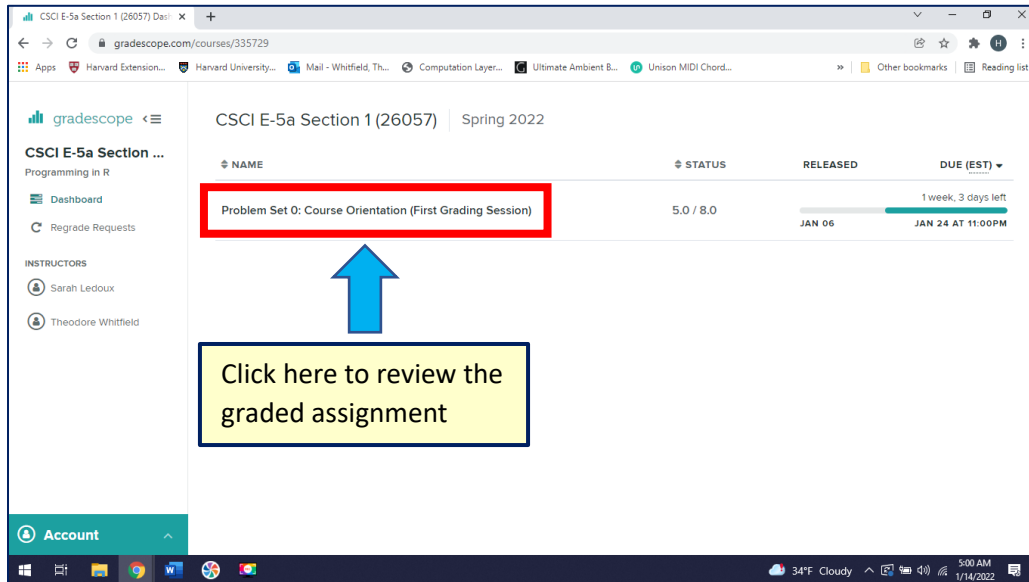 CSCI E-5a Section 1 (26057) Dash
gradescope.com/courses/335729
H
Apps Harvard Extension... Harvard University... Mail - Whitfield, Th... Computation Layer... Ultimate Ambient B... Unison MIDI Chord... » Other bookmarks Reading list
gradescope
CSCI E-5a Section 1 (26057) Spring 2022
CSCI E-5a Section ...
Programming in R
Dashboard
Regrade Requests
INSTRUCTORS
Sarah Ledoux
Theodore Whitfield
NAME STATUS RELEASED DUE (EST)
Problem Set 0: Course Orientation (First Grading Session) 5.0 / 8.0
1 week, 3 days left
JAN 06 JAN 24 AT 11:00PM
Click here to review the
graded assignment
Account
34°F Cloudy
5:00 AM
1/14/2022